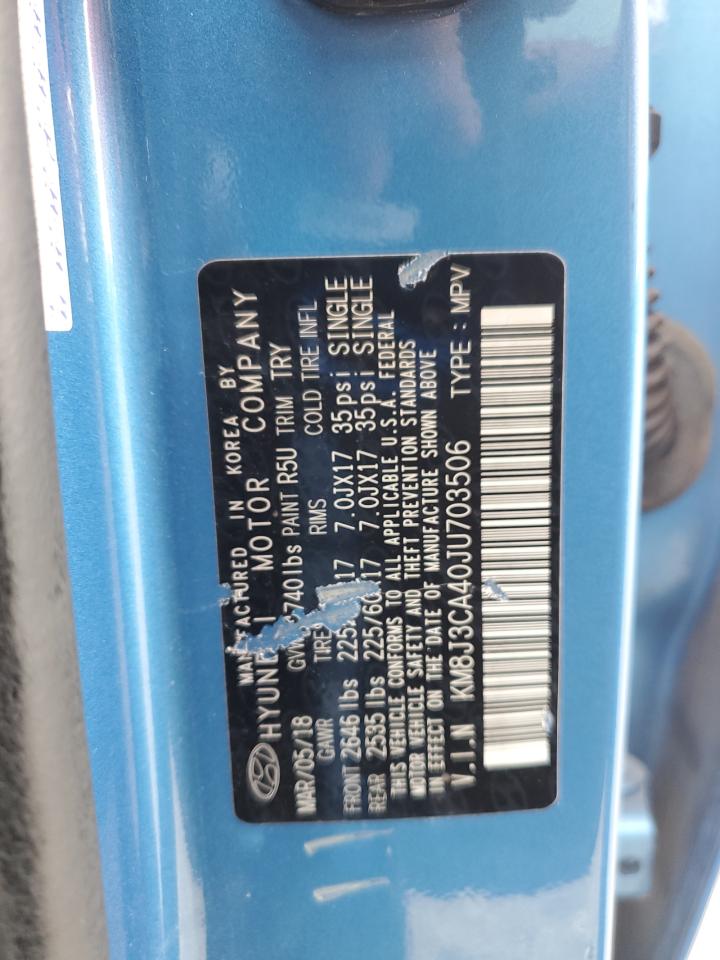 MANUFACTURED IN KOREA BY
MOTOR COMPANY
MAR/05/18 PAINT R5U TRIM TRY
GAWR RIMS COLD TIRE INFL
FRONT 2646 lbs 7.0JX17 35psi SINGLE
REAR 2535 lbs 7.0JX17 35psi SINGLE
THIS VEHICLE CONFORMS TO ALL APPLICABLE U.S.A. FEDERAL
MOTOR VEHICLE SAFETY AND THEFT PREVENTION STANDARDS
IN EFFECT ON THE DATE OF MANUFACTURE SHOWN ABOVE
V.I.N KM8J3CA40JU703506 TYPE : MPV